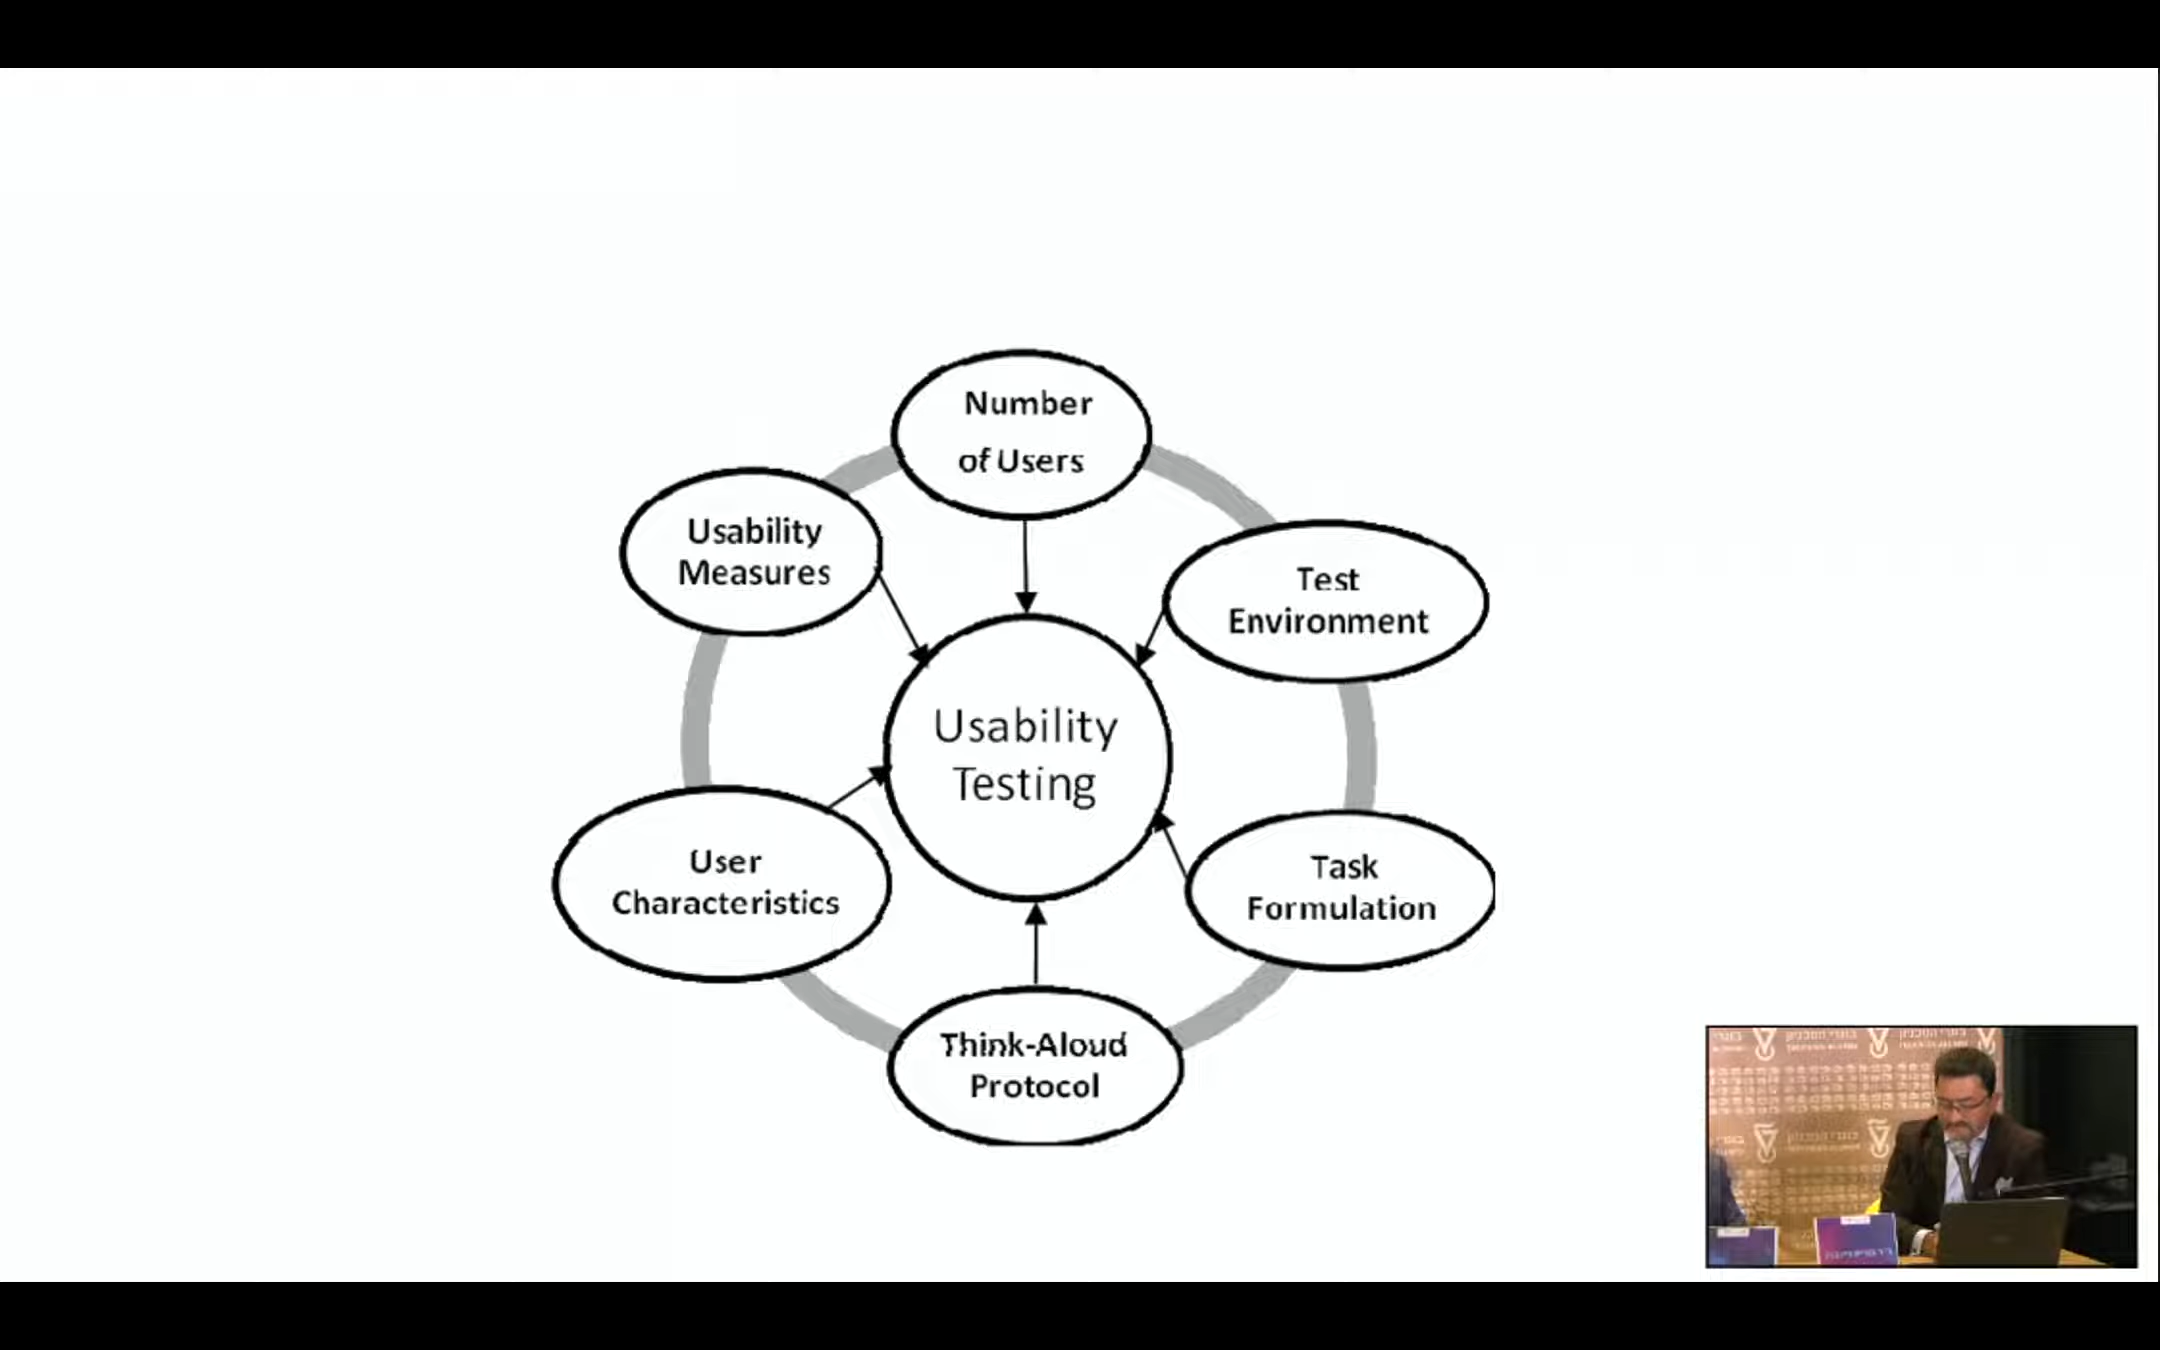 Number
of Users
Usability
Measures
Test
Environment
Usability
Testing
User
Characteristics
Task
Formulation
Think-Aloud
Protocol